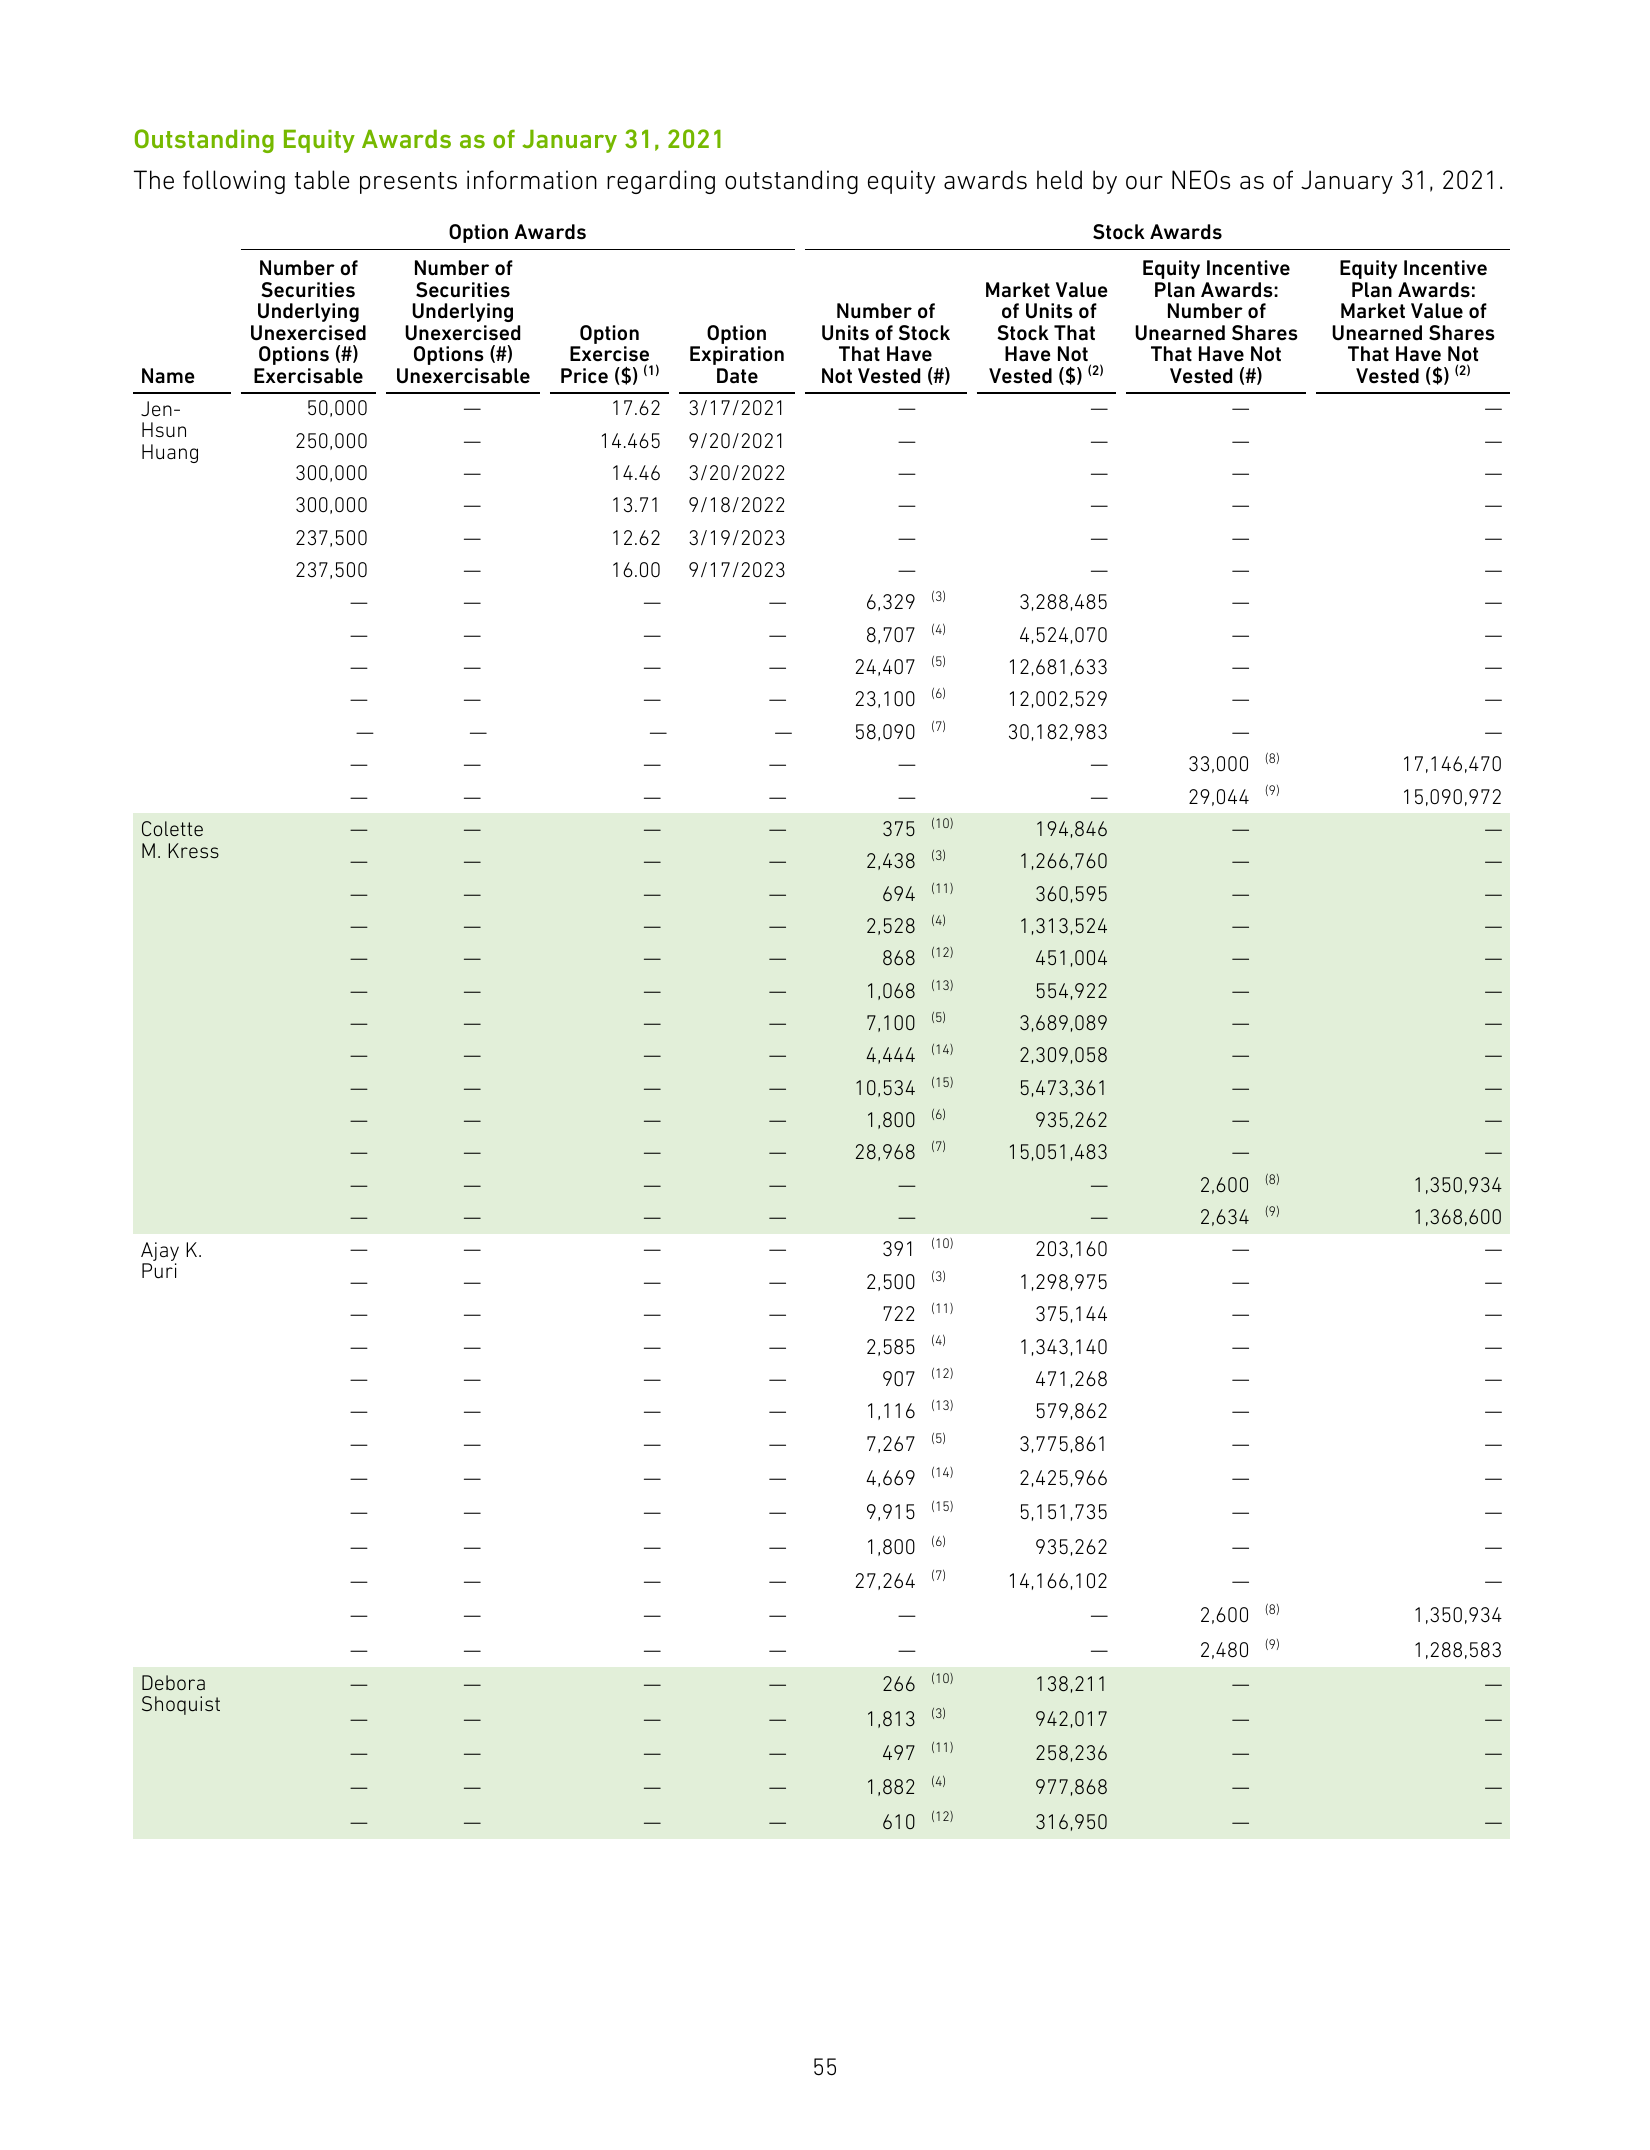 Outstanding Equity Awards as of January 31, 2021
The following table presents information regarding outstanding equity awards held by our NEOs as of January 31, 2021.
Option Awards Stock Awards
Name Number of Securities Underlying Unexercised Options (#) Exercisable Number of Securities Underlying Unexercised Options (#) Unexercisable Option Exercise Price ($) (1) Option Expiration Date Number of Units of Stock That Have Not Vested (#) Market Value of Units of Stock That Have Not Vested ($) (2) Equity Incentive Plan Awards: Number of Unearned Shares That Have Not Vested (#) Equity Incentive Plan Awards: Market Value of Unearned Shares That Have Not Vested ($) (2)
Jen-Hsun Huang 50,000 — 17.62 3/17/2021 — — — —
250,000 — 14.465 9/20/2021 — — — —
300,000 — 14.46 3/20/2022 — — — —
300,000 — 13.71 9/18/2022 — — — —
237,500 — 12.62 3/19/2023 — — — —
237,500 — 16.00 9/17/2023 — — — —
— — — — 6,329 (3) 3,288,485 — —
— — — — 8,707 (4) 4,524,070 — —
— — — — 24,407 (5) 12,681,633 — —
— — — — 23,100 (6) 12,002,529 — —
— — — — 58,090 (7) 30,182,983 — —
— — — — — — 33,000 (8) 17,146,470
— — — — — — 29,044 (9) 15,090,972
Colette M. Kress — — — — 375 (10) 194,846 — —
— — — — 2,438 (3) 1,266,760 — —
— — — — 694 (11) 360,595 — —
— — — — 2,528 (4) 1,313,524 — —
— — — — 868 (12) 451,004 — —
— — — — 1,068 (13) 554,922 — —
— — — — 7,100 (5) 3,689,089 — —
— — — — 4,444 (14) 2,309,058 — —
— — — — 10,534 (15) 5,473,361 — —
— — — — 1,800 (6) 935,262 — —
— — — — 28,968 (7) 15,051,483 — —
— — — — — — 2,600 (8) 1,350,934
— — — — — — 2,634 (9) 1,368,600
Ajay K. Puri — — — — 391 (10) 203,160 — —
— — — — 2,500 (3) 1,298,975 — —
— — — — 722 (11) 375,144 — —
— — — — 2,585 (4) 1,343,140 — —
— — — — 907 (12) 471,268 — —
— — — — 1,116 (13) 579,862 — —
— — — — 7,267 (5) 3,775,861 — —
— — — — 4,669 (14) 2,425,966 — —
— — — — 9,915 (15) 5,151,735 — —
— — — — 1,800 (6) 935,262 — —
— — — — 27,264 (7) 14,166,102 — —
— — — — — — 2,600 (8) 1,350,934
— — — — — — 2,480 (9) 1,288,583
Debora Shoquist — — — — 266 (10) 138,211 — —
— — — — 1,813 (3) 942,017 — —
— — — — 497 (11) 258,236 — —
— — — — 1,882 (4) 977,868 — —
— — — — 610 (12) 316,950 — —
55